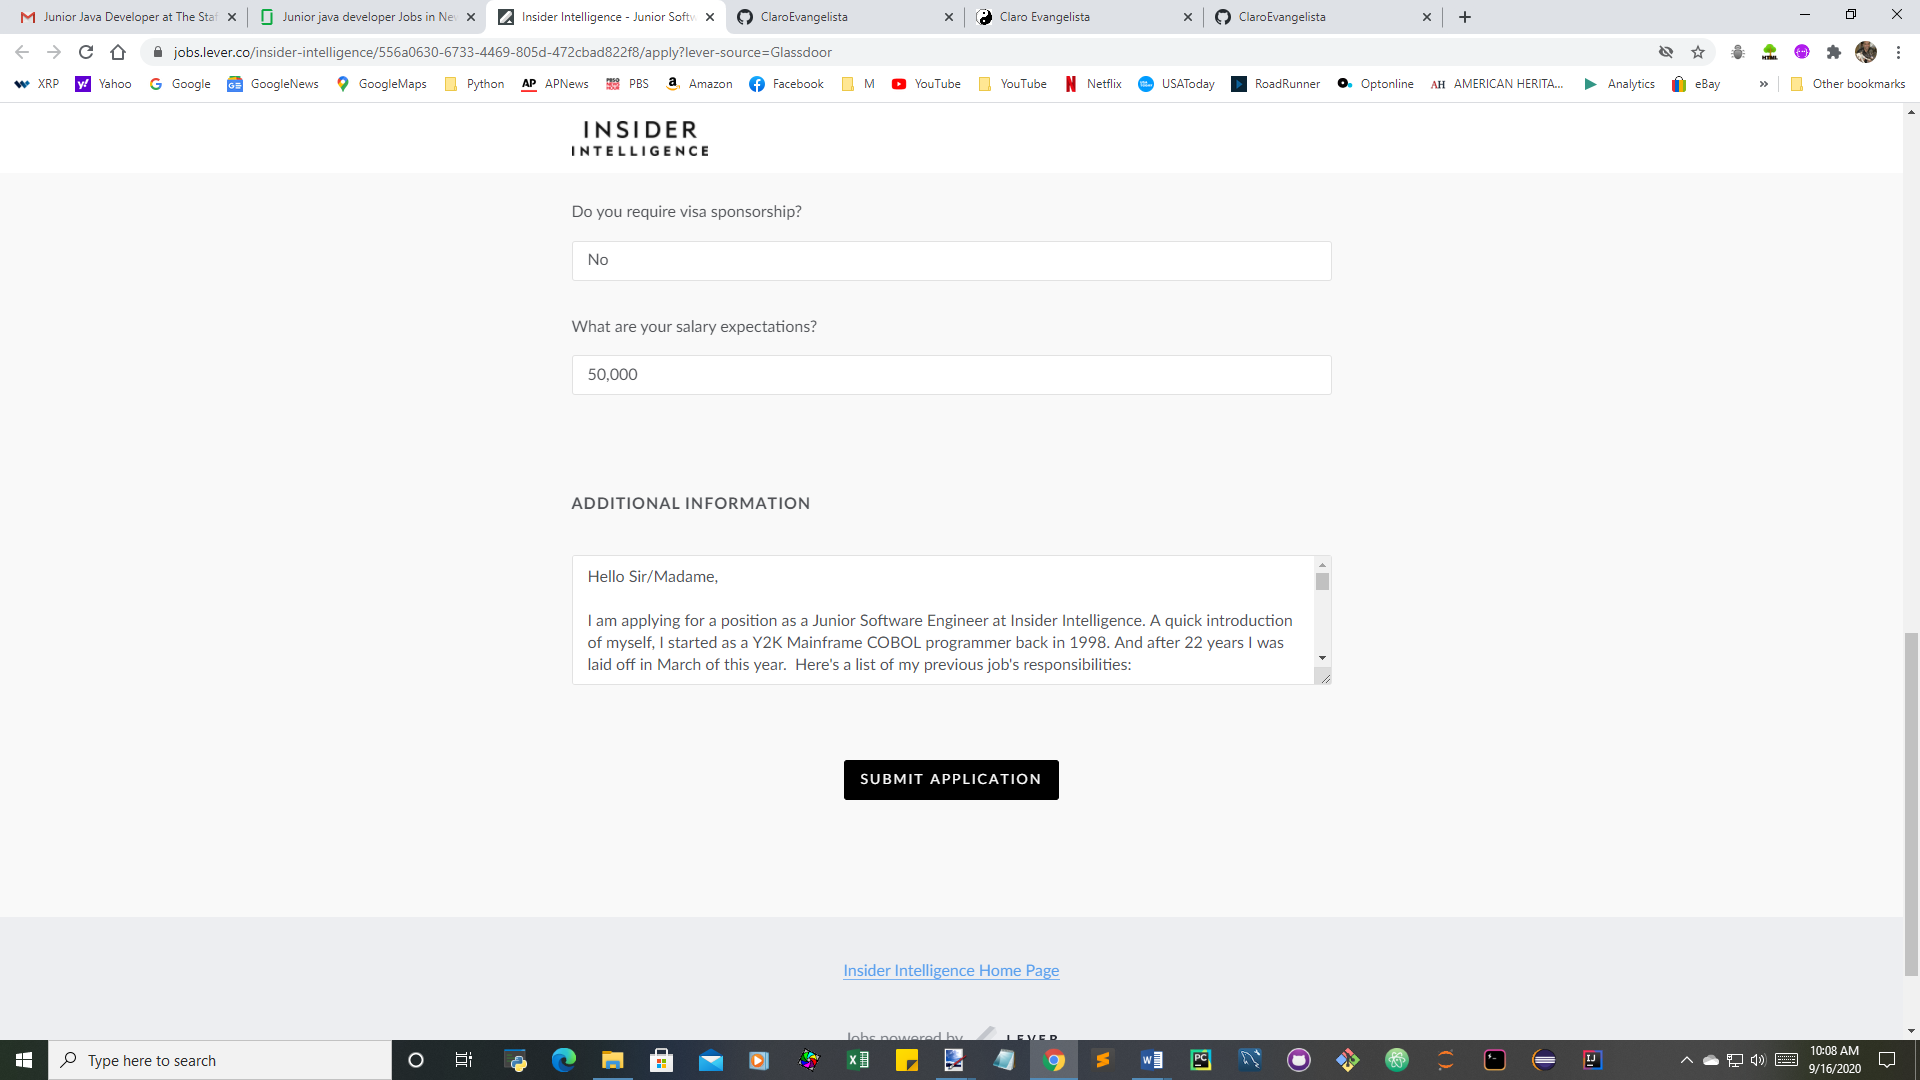 Junior Java Developer at The Staf
Junior java developer Jobs in Ne
Insider Intelligence - Junior Softw
ClaroEvangelista
Claro Evangelista
ClaroEvangelista
jobs.lever.co/insider-intelligence/556a0630-6733-4469-805d-472cbad822f8/apply?lever-source=Glassdoor
XRP Yahoo Google GoogleNews GoogleMaps Python APNews PBS Amazon Facebook M YouTube YouTube Netflix USAToday RoadRunner Optonline AMERICAN HERITA... Analytics eBay » Other bookmarks
INSIDER
INTELLIGENCE
Do you require visa sponsorship?
No
What are your salary expectations?
50,000
ADDITIONAL INFORMATION
Hello Sir/Madame,
I am applying for a position as a Junior Software Engineer at Insider Intelligence. A quick introduction
of myself, I started as a Y2K Mainframe COBOL programmer back in 1998. And after 22 years I was
laid off in March of this year.  Here's a list of my previous job's responsibilities:
SUBMIT APPLICATION
Insider Intelligence Home Page
Jobs powered by LEVER
Type here to search
10:08 AM
9/16/2020